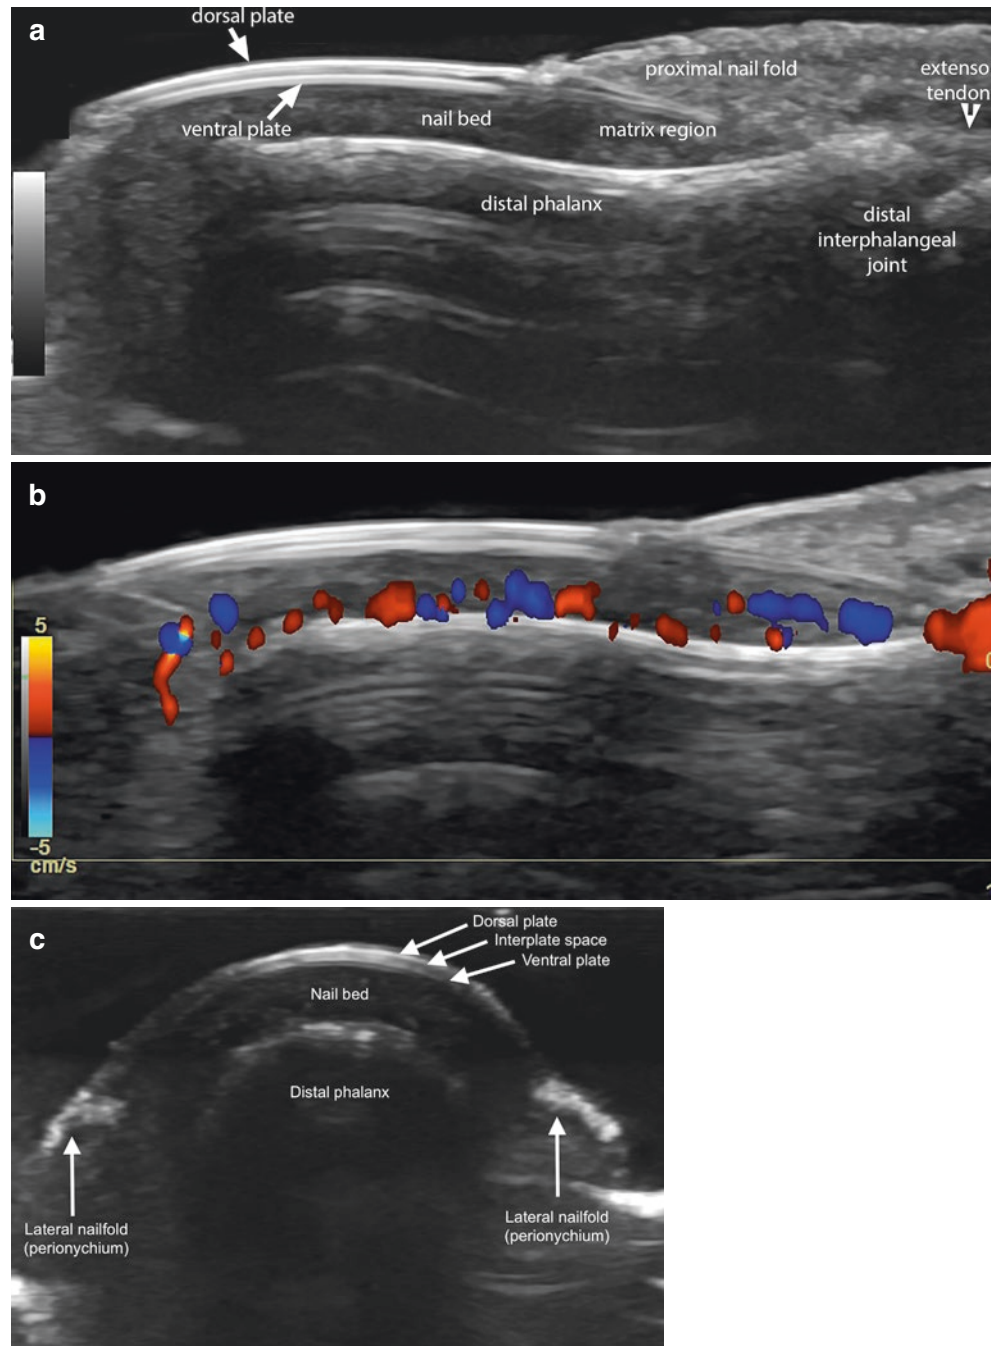 a
dorsal plate
ventral plate
nail bed
proximal nail fold
matrix region
extenso
tendon
distal phalanx
distal
interphalangeal
joint
b
5
-5
cm/s
c
Dorsal plate
Interplate space
Ventral plate
Nail bed
Distal phalanx
Lateral nailfold
(perionychium)
Lateral nailfold
(perionychium)